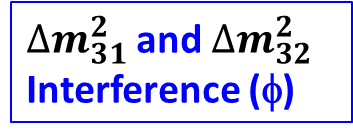 Δm²₃₁ and Δm²₃₂
Interference (ϕ)